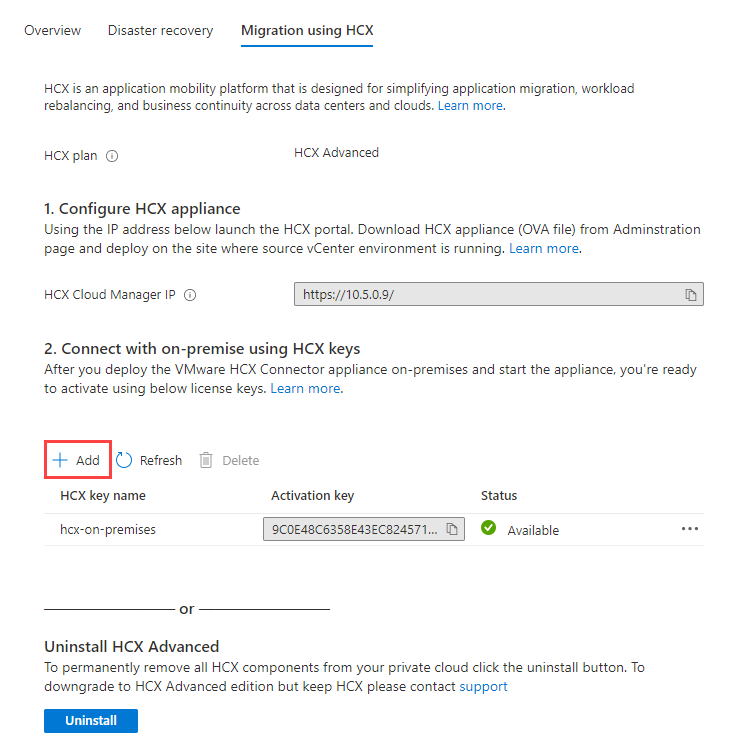 Overview Disaster recovery Migration using HCX
HCX is an application mobility platform that is designed for simplifying application migration, workload
rebalancing, and business continuity across data centers and clouds. Learn more.
HCX plan HCX Advanced
1. Configure HCX appliance
Using the IP address below launch the HCX portal. Download HCX appliance (OVA file) from Adminstration
page and deploy on the site where source vCenter environment is running. Learn more.
HCX Cloud Manager IP https://10.5.0.9/
2. Connect with on-premise using HCX keys
After you deploy the VMware HCX Connector appliance on-premises and start the appliance, you're ready
to activate using below license keys. Learn more.
Add Refresh Delete
HCX key name Activation key Status
hcx-on-premises 9C0E48C6358E43EC824571... Available
or
Uninstall HCX Advanced
To permanently remove all HCX components from your private cloud click the uninstall button. To
downgrade to HCX Advanced edition but keep HCX please contact support
Uninstall